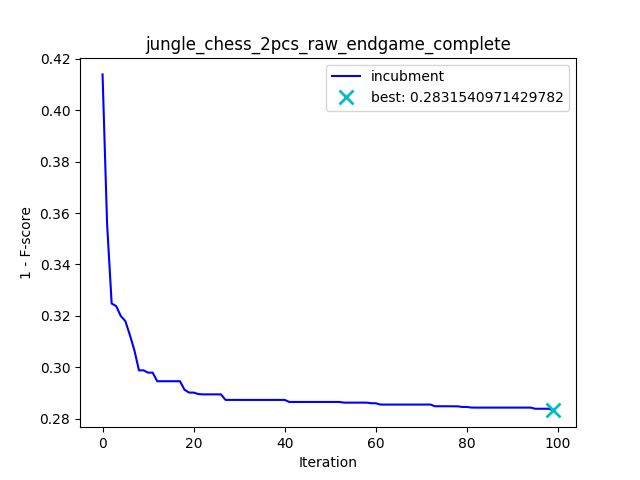 jungle_chess_2pcs_raw_endgame_complete
incubment
best: 0.2831540971429782
1 - F-score
0.42
0.40
0.38
0.36
0.34
0.32
0.30
0.28
0 20 40 60 80 100
Iteration